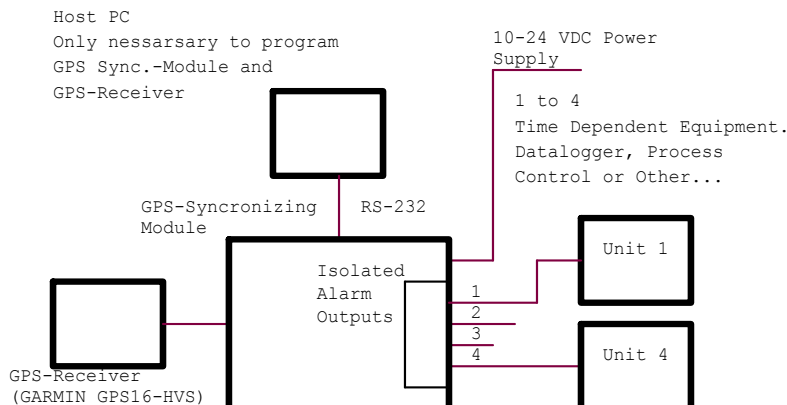 Host PC
Only nessarsary to program
GPS Sync.-Module and
GPS-Receiver
10-24 VDC Power
Supply
1 to 4
Time Dependent Equipment.
Datalogger, Process
Control or Other...
GPS-Syncronizing
Module
RS-232
Isolated
Alarm
Outputs
1
2
3
4
Unit 1
Unit 4
GPS-Receiver
(GARMIN GPS16-HVS)